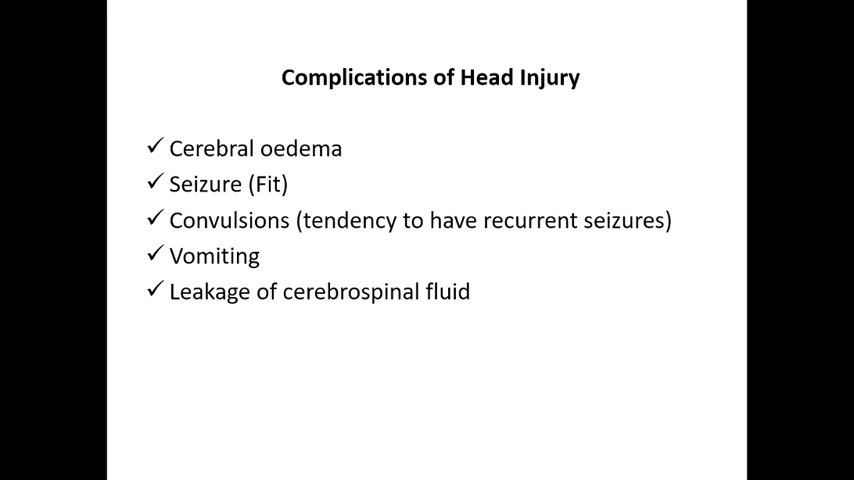 Complications of Head Injury
✓ Cerebral oedema
✓ Seizure (Fit)
✓ Convulsions (tendency to have recurrent seizures)
✓ Vomiting
✓ Leakage of cerebrospinal fluid